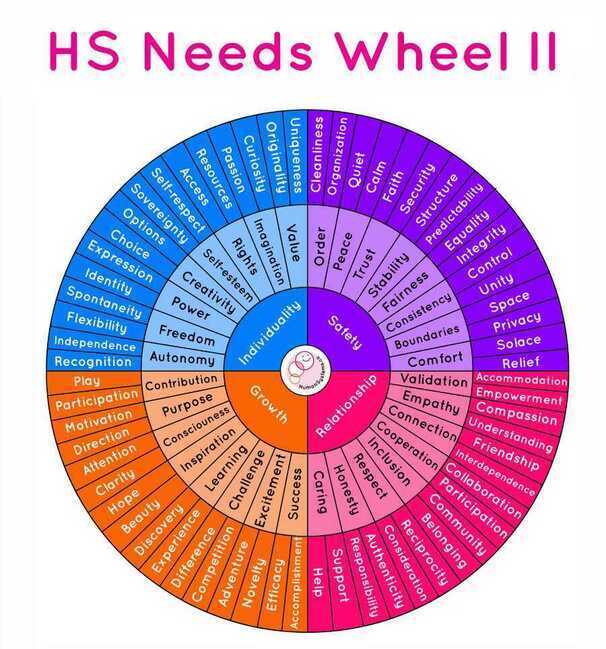 HS Needs Wheel II
Individuality
Safety
Relationship
Growth
HumanSystems
Value
Imagination
Rights
Self-esteem
Creativity
Power
Freedom
Autonomy
Order
Peace
Trust
Stability
Fairness
Consistency
Boundaries
Comfort
Validation
Empathy
Connection
Cooperation
Inclusion
Respect
Honesty
Caring
Success
Excitement
Challenge
Learning
Inspiration
Consciousness
Purpose
Contribution
Uniqueness
Originality
Curiosity
Passion
Resources
Access
Self-respect
Sovereignty
Options
Choice
Expression
Identity
Spontaneity
Flexibility
Independence
Recognition
Cleanliness
Organization
Quiet
Calm
Faith
Security
Structure
Predictability
Equality
Integrity
Control
Unity
Space
Privacy
Solace
Relief
Accommodation
Empowerment
Compassion
Understanding
Friendship
Interdependence
Collaboration
Participation
Community
Belonging
Reciprocity
Consideration
Authenticity
Responsibility
Support
Help
Accomplishment
Efficacy
Novelty
Adventure
Competition
Difference
Experience
Discovery
Beauty
Hope
Clarity
Attention
Direction
Motivation
Participation
Play